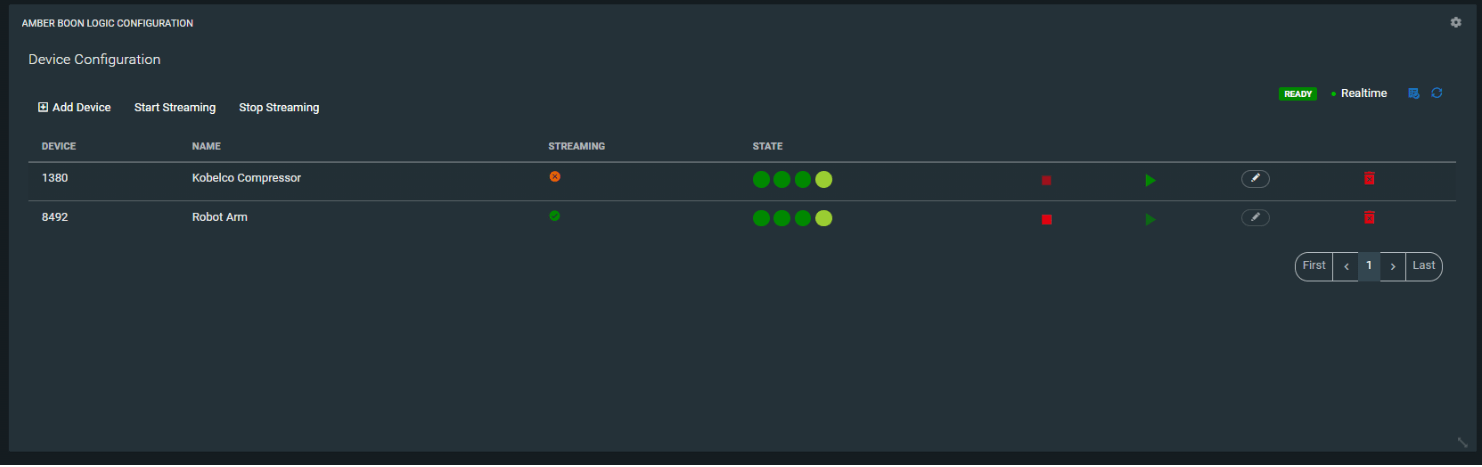 AMBER BOON LOGIC CONFIGURATION
Device Configuration
READY Realtime
Add Device Start Streaming Stop Streaming
DEVICE NAME STREAMING STATE
1380 Kobelco Compressor
8492 Robot Arm
First ‹ 1 › Last